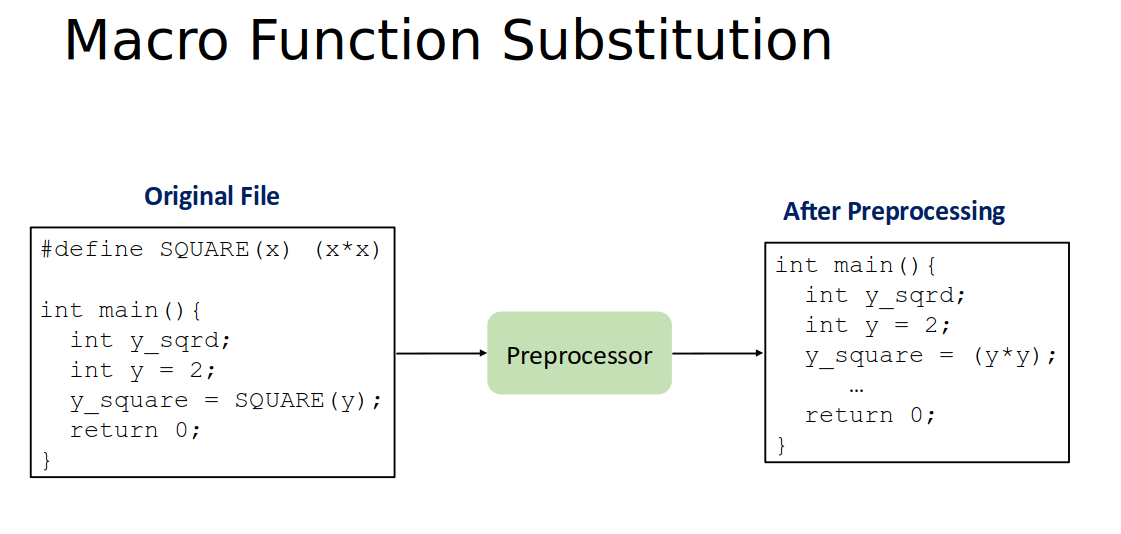 Macro Function Substitution
Original File
#define SQUARE(x) (x*x)
int main(){
int y_sqrd;
int y = 2;
y_square = SQUARE(y);
return 0;
}
Preprocessor
After Preprocessing
int main(){
int y_sqrd;
int y = 2;
y_square = (y*y);
…
return 0;
}